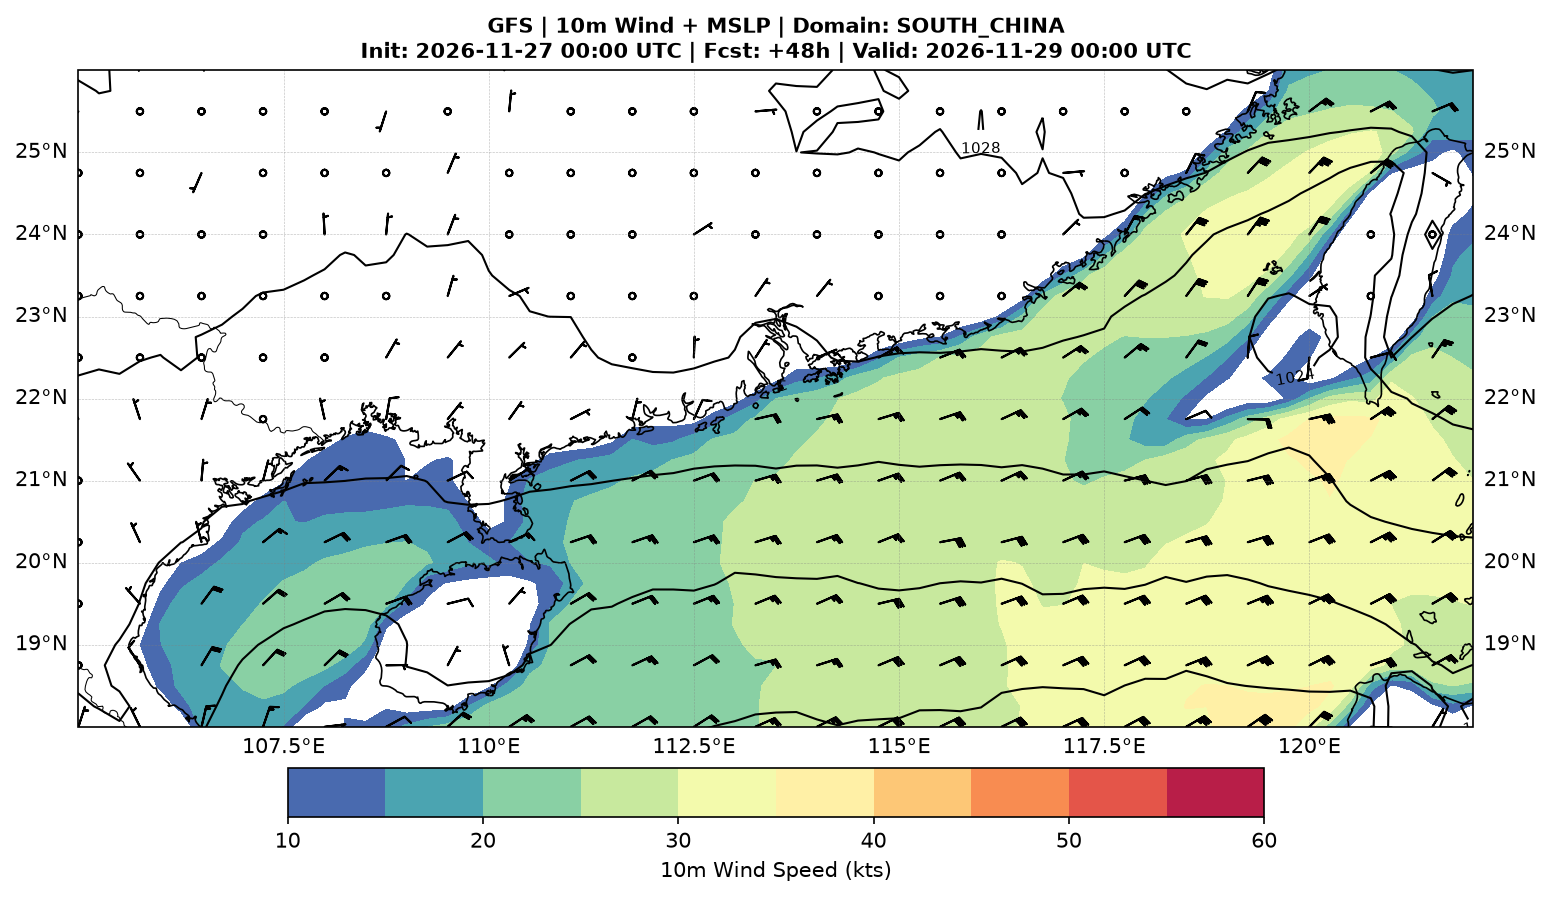 GFS | 10m Wind + MSLP | Domain: SOUTH_CHINA
Init: 2026-11-27 00:00 UTC | Fcst: +48h | Valid: 2026-11-29 00:00 UTC
1028
25°N 25°N
24°N 24°N
23°N 23°N
1024
22°N 22°N
21°N 21°N
20°N 20°N
19°N 19°N
107.5°E 110°E 112.5°E 115°E 117.5°E 120°E
10 20 30 40 50 60
10m Wind Speed (kts)